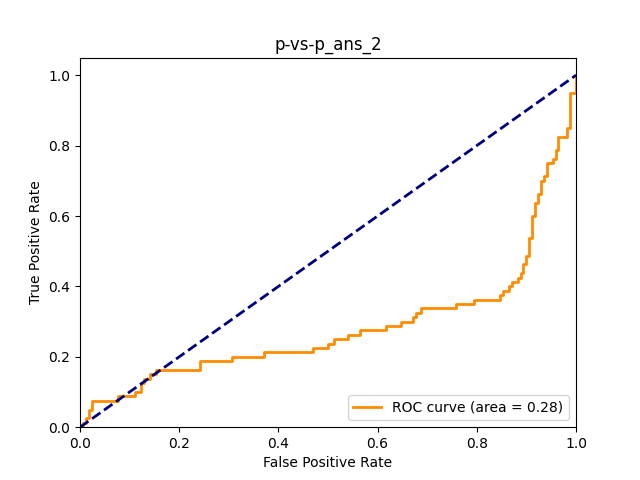 p-vs-p_ans_2
True Positive Rate
1.0
0.8
0.6
0.4
0.2
0.0
0.0 0.2 0.4 0.6 0.8 1.0
False Positive Rate
ROC curve (area = 0.28)